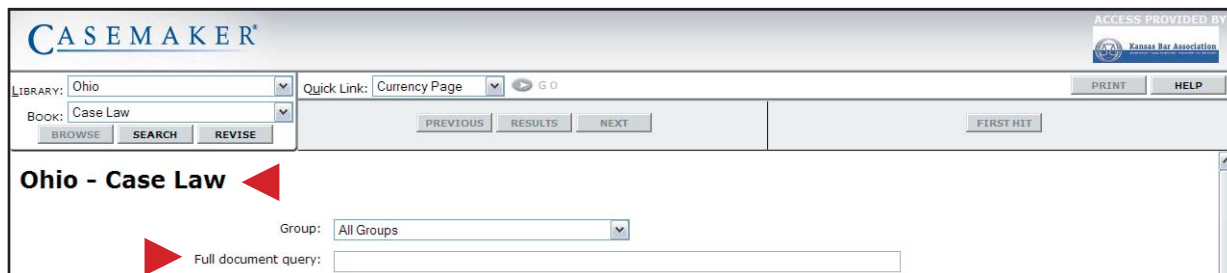 CASEMAKER®
ACCESS PROVIDED BY
Kansas Bar Association
LIBRARY: Ohio
Quick Link: Currency Page GO
PRINT HELP
BOOK: Case Law
BROWSE SEARCH REVISE
PREVIOUS RESULTS NEXT
FIRST HIT
Ohio - Case Law
Group: All Groups
Full document query: